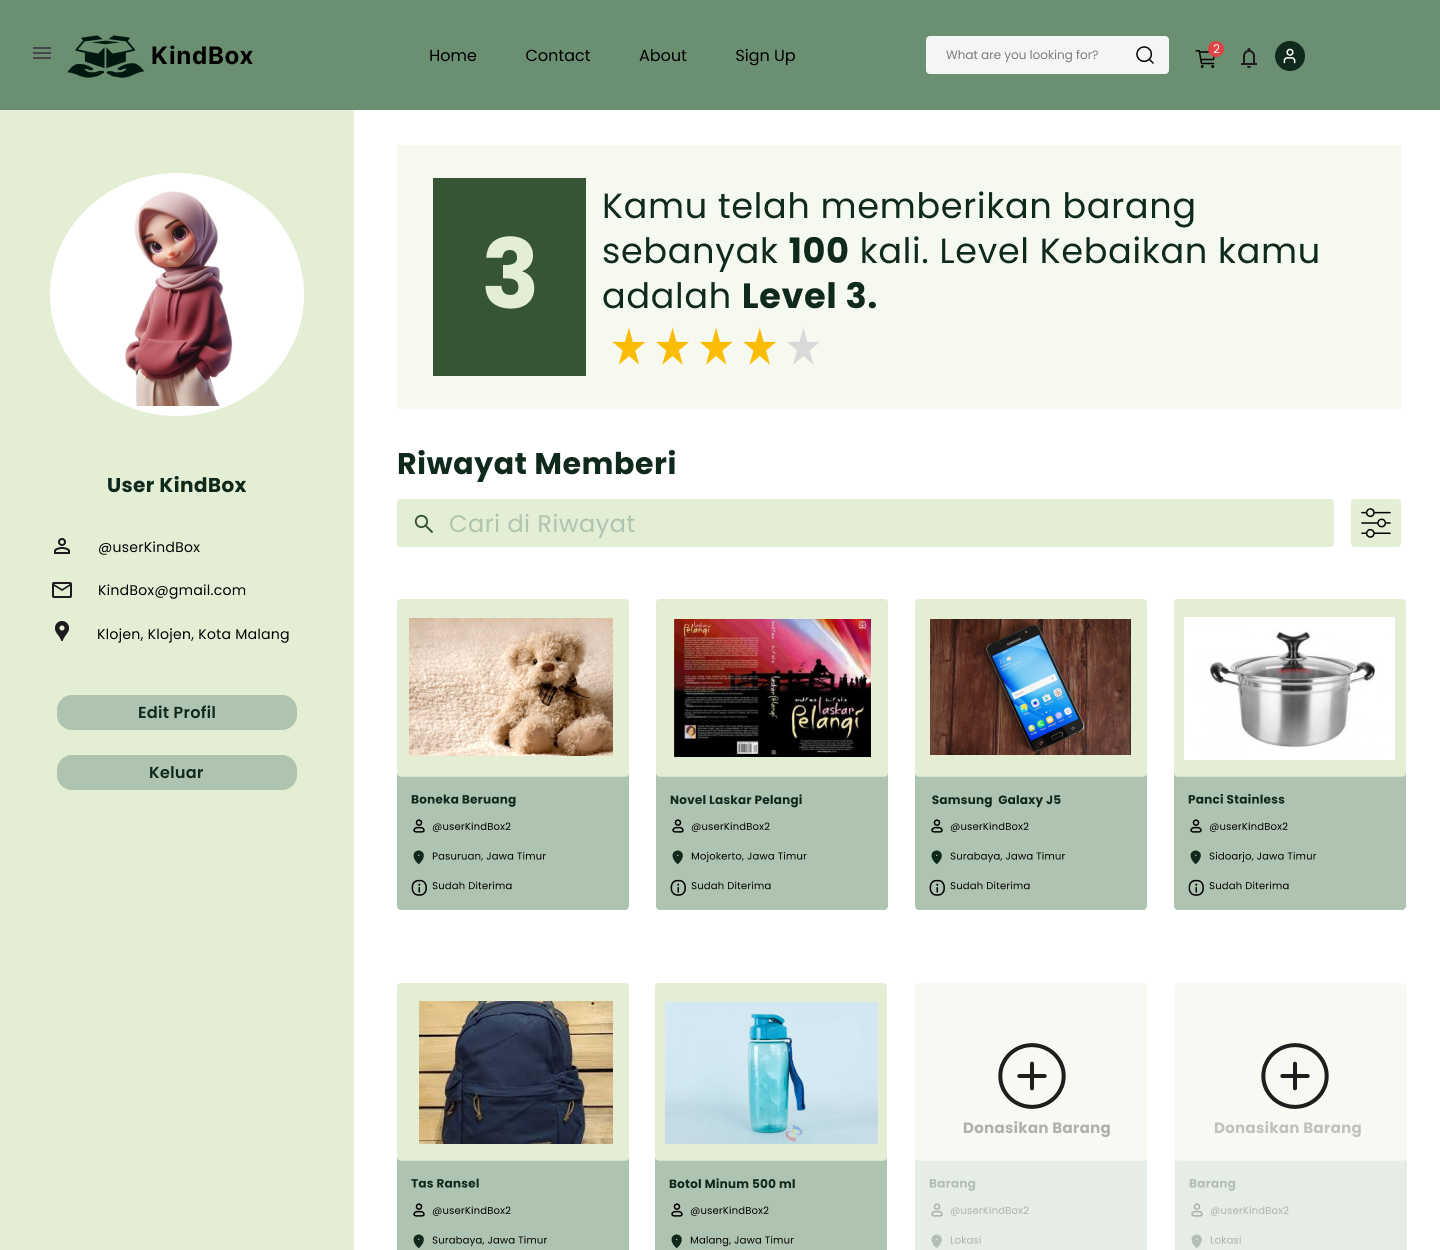 KindBox
Home
Contact
About
Sign Up
What are you looking for?
2
3
Kamu telah memberikan barang
sebanyak 100 kali. Level Kebaikan kamu
adalah Level 3.
User KindBox
@userKindBox
KindBox@gmail.com
Klojen, Klojen, Kota Malang
Edit Profil
Keluar
Riwayat Memberi
Cari di Riwayat
laskar
Pelangi
Boneka Beruang
@userKindBox2
Pasuruan, Jawa Timur
Sudah Diterima
Novel Laskar Pelangi
@userKindBox2
Mojokerto, Jawa Timur
Sudah Diterima
Samsung Galaxy J5
@userKindBox2
Surabaya, Jawa Timur
Sudah Diterima
Panci Stainless
@userKindBox2
Sidoarjo, Jawa Timur
Sudah Diterima
Tas Ransel
@userKindBox2
Surabaya, Jawa Timur
Botol Minum 500 ml
@userKindBox2
Malang, Jawa Timur
Donasikan Barang
Barang
@userKindBox2
Lokasi
Donasikan Barang
Barang
@userKindBox2
Lokasi